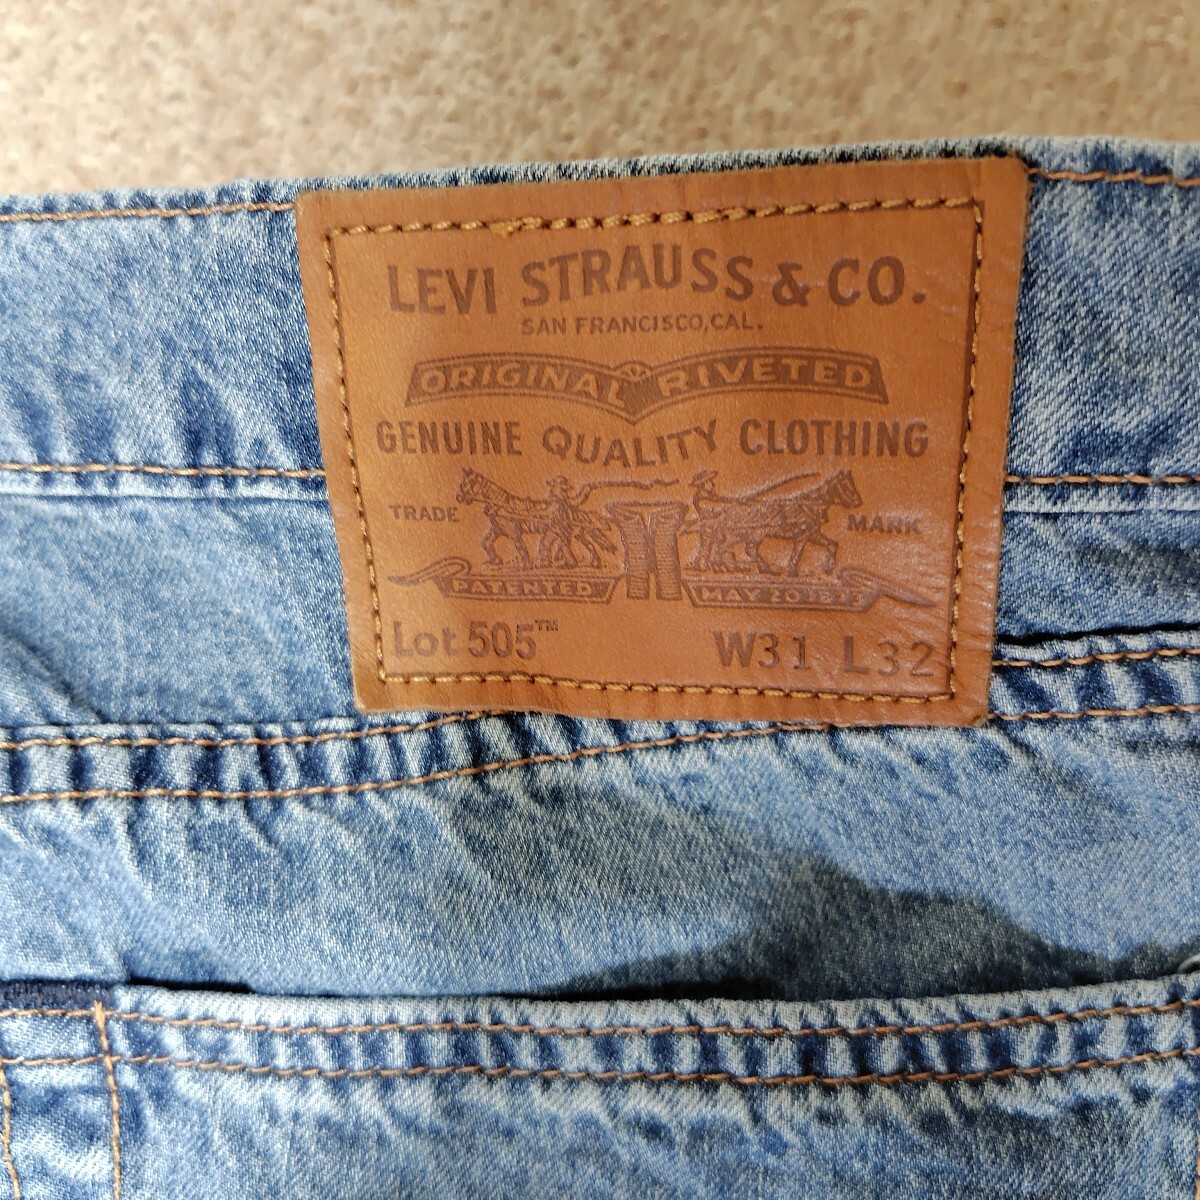 LEVI STRAUSS & CO.
SAN FRANCISCO, CAL.
ORIGINAL RIVETED
GENUINE QUALITY CLOTHING
TRADE MARK
PATENTED MAY 20 1873
Lot 505™ W31 L32